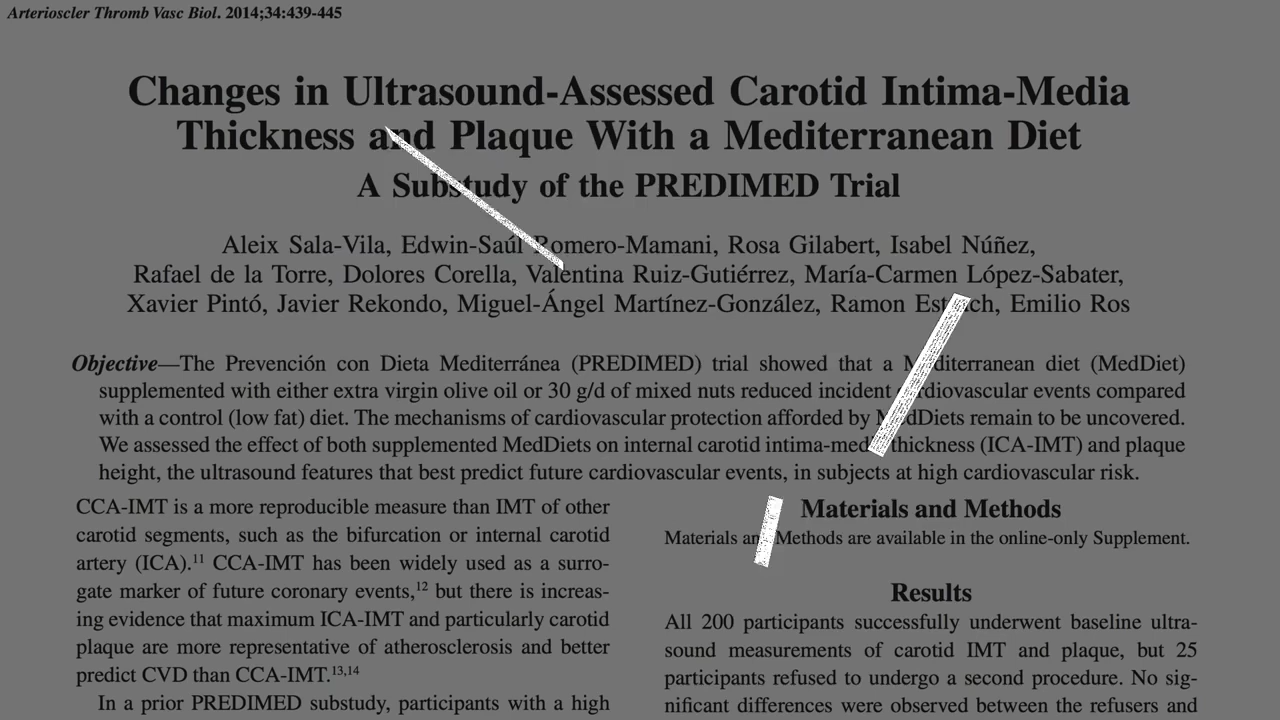 Arterioscler Thromb Vasc Biol. 2014;34:439-445
Changes in Ultrasound-Assessed Carotid Intima-Media
Thickness and Plaque With a Mediterranean Diet
A Substudy of the PREDIMED Trial
Aleix Sala-Vila, Edwin-Saúl Romero-Mamani, Rosa Gilabert, Isabel Núñez,
Rafael de la Torre, Dolores Corella, Valentina Ruiz-Gutiérrez, María-Carmen López-Sabater,
Xavier Pintó, Javier Rekondo, Miguel-Ángel Martínez-González, Ramon Emilio Ros
Objective—The Prevención con Dieta Mediterránea (PREDIMED) trial showed that a Mediterranean diet (MedDiet)
supplemented with either extra virgin olive oil or 30 g/d of mixed nuts reduced incident cardiovascular events compared
with a control (low fat) diet. The mechanisms of cardiovascular protection afforded by MedDiets remain to be uncovered.
We assessed the effect of both supplemented MedDiets on internal carotid intima-media thickness (ICA-IMT) and plaque
height, the ultrasound features that best predict future cardiovascular events, in subjects at high cardiovascular risk.
CCA-IMT is a more reproducible measure than IMT of other
carotid segments, such as the bifurcation or internal carotid
artery (ICA).11 CCA-IMT has been widely used as a surro-
gate marker of future coronary events,12 but there is increas-
ing evidence that maximum ICA-IMT and particularly carotid
plaque are more representative of atherosclerosis and better
predict CVD than CCA-IMT.13,14
In a prior PREDIMED substudy, participants with a high
Materials and Methods
Materials and Methods are available in the online-only Supplement.
Results
All 200 participants successfully underwent baseline ultra-
sound measurements of carotid IMT and plaque, but 25
participants refused to undergo a second procedure. No sig-
nificant differences were observed between the refusers and